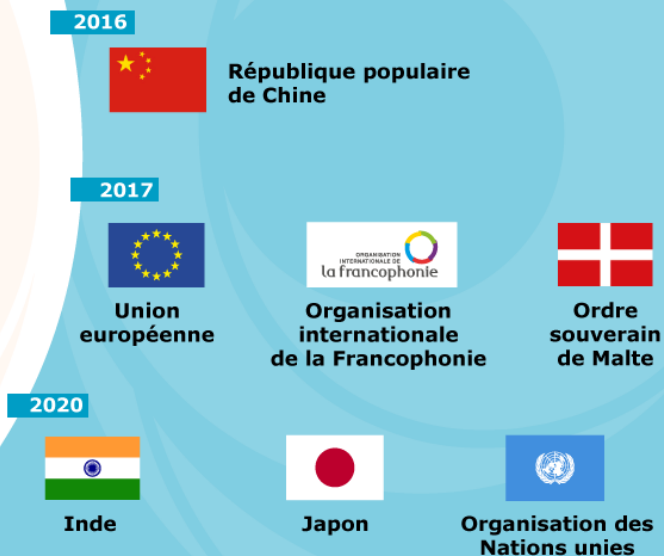 2016
République populaire
de Chine
2017
ORGANISATION
INTERNATIONALE DE
la francophonie
Union
européenne
Organisation
internationale
de la Francophonie
Ordre
souverain
de Malte
2020
Inde
Japon
Organisation des
Nations unies